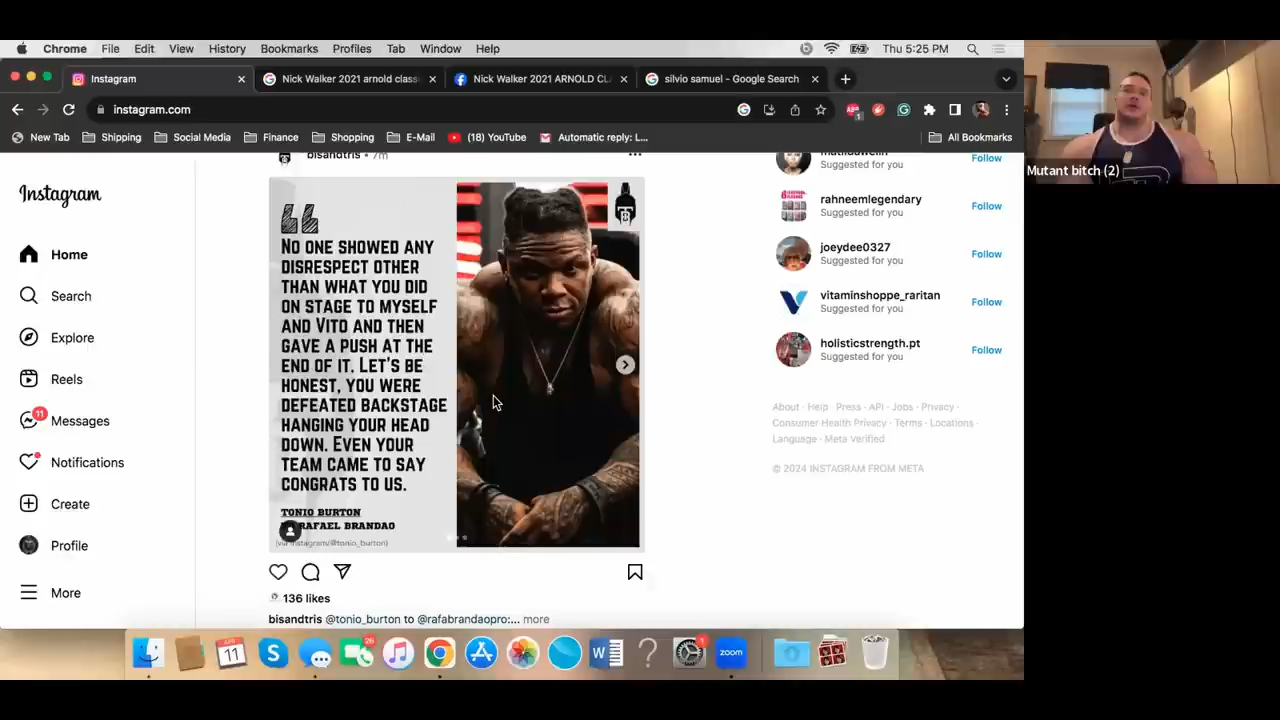 Chrome File Edit View History Bookmarks Profiles Tab Window Help Thu 5:25 PM
Instagram Nick Walker 2021 arnold class Nick Walker 2021 ARNOLD CL silvio samuel - Google Search
instagram.com
New Tab Shipping Social Media Finance Shopping E-Mail (18) YouTube Automatic reply: L... All Bookmarks
Instagram
Home
Search
Explore
Reels
11
Messages
Notifications
Create
Profile
More
bisandtris • 7m
NO ONE SHOWED ANY
DISRESPECT OTHER
THAN WHAT YOU DID
ON STAGE TO MYSELF
AND VITO AND THEN
GAVE A PUSH AT THE
END OF IT. LET'S BE
HONEST, YOU WERE
DEFEATED BACKSTAGE
HANGING YOUR HEAD
DOWN. EVEN YOUR
TEAM CAME TO SAY
CONGRATS TO US.
TONIO BURTON
RAFAEL BRANDAO
instagram/@tonio_burton)
136 likes
bisandtris @tonio_burton to @rafabrandaopro:... more
Suggested for you
Follow
rahneemlegendary
Suggested for you
Follow
joeydee0327
Suggested for you
Follow
vitaminshoppe_raritan
Suggested for you
Follow
holisticstrength.pt
Suggested for you
Follow
About · Help · Press · API · Jobs · Privacy ·
Consumer Health Privacy · Terms · Locations ·
Language · Meta Verified
© 2024 INSTAGRAM FROM META
Mutant bitch (2)
APR
11
26
1
zoom